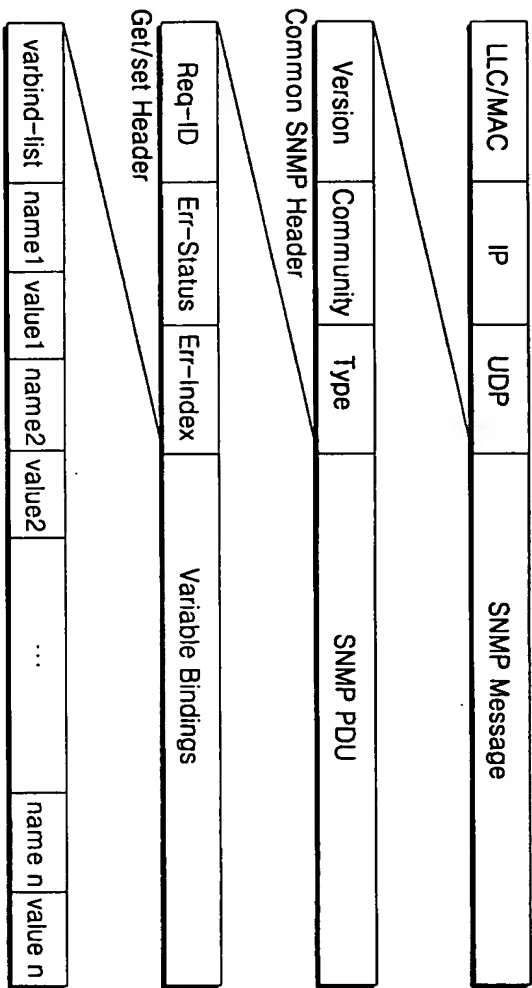 LLC/MAC IP UDP SNMP Message
Version Community Type SNMP PDU
Common SNMP Header
Req-ID Err-Status Err-Index Variable Bindings
Get/set Header
varbind-list name1 value1 name2 value2 ... name n value n